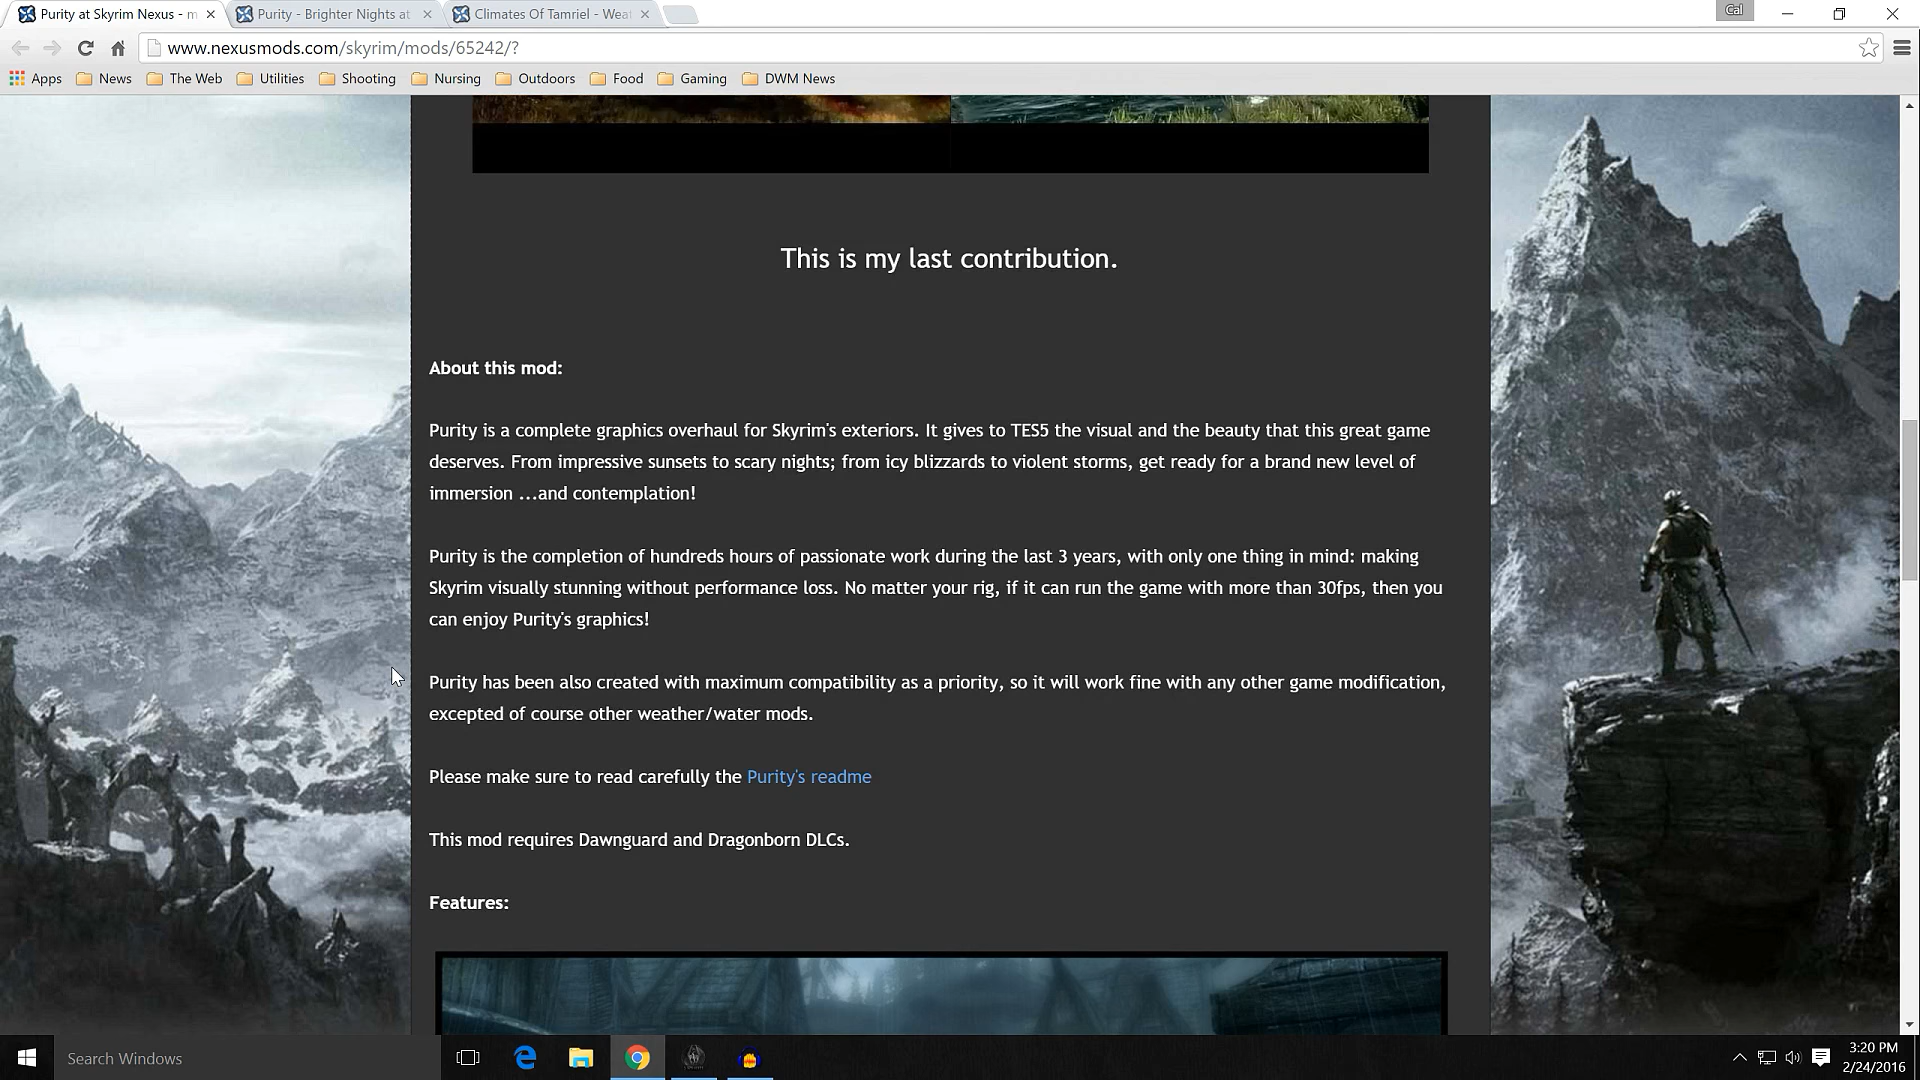 Purity at Skyrim Nexus - m
Purity - Brighter Nights at
Climates Of Tamriel - Weat
Cal
www.nexusmods.com/skyrim/mods/65242/?
Apps News The Web Utilities Shooting Nursing Outdoors Food Gaming DWM News
This is my last contribution.
About this mod:
Purity is a complete graphics overhaul for Skyrim's exteriors. It gives to TES5 the visual and the beauty that this great game
deserves. From impressive sunsets to scary nights; from icy blizzards to violent storms, get ready for a brand new level of
immersion ...and contemplation!
Purity is the completion of hundreds hours of passionate work during the last 3 years, with only one thing in mind: making
Skyrim visually stunning without performance loss. No matter your rig, if it can run the game with more than 30fps, then you
can enjoy Purity's graphics!
Purity has been also created with maximum compatibility as a priority, so it will work fine with any other game modification,
excepted of course other weather/water mods.
Please make sure to read carefully the Purity's readme
This mod requires Dawnguard and Dragonborn DLCs.
Features:
Search Windows
3:20 PM
2/24/2016